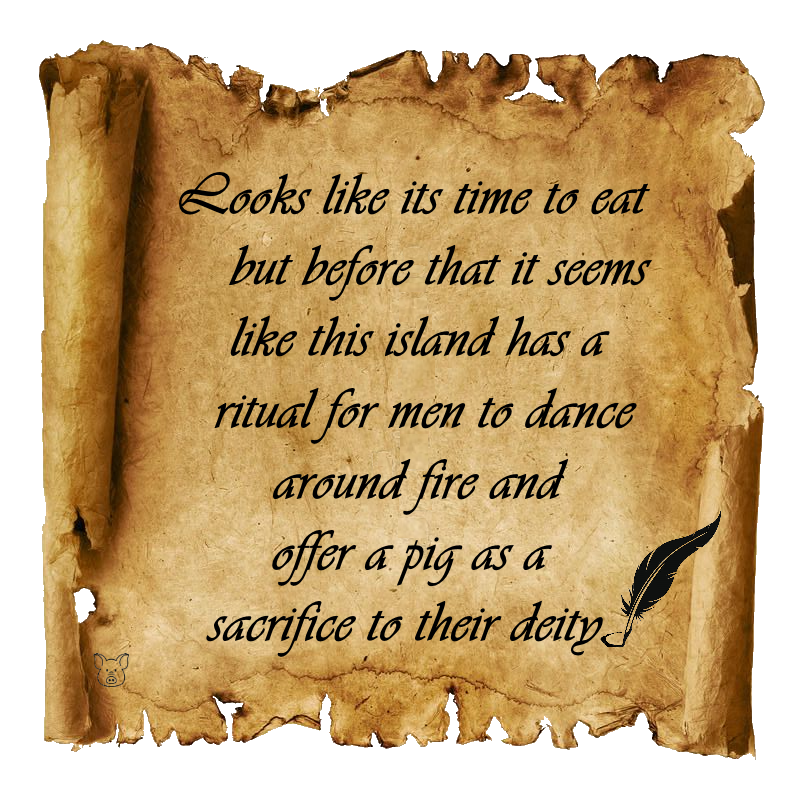 Looks like its time to eat
but before that it seems
like this island has a
ritual for men to dance
around fire and
offer a pig as a
sacrifice to their deity